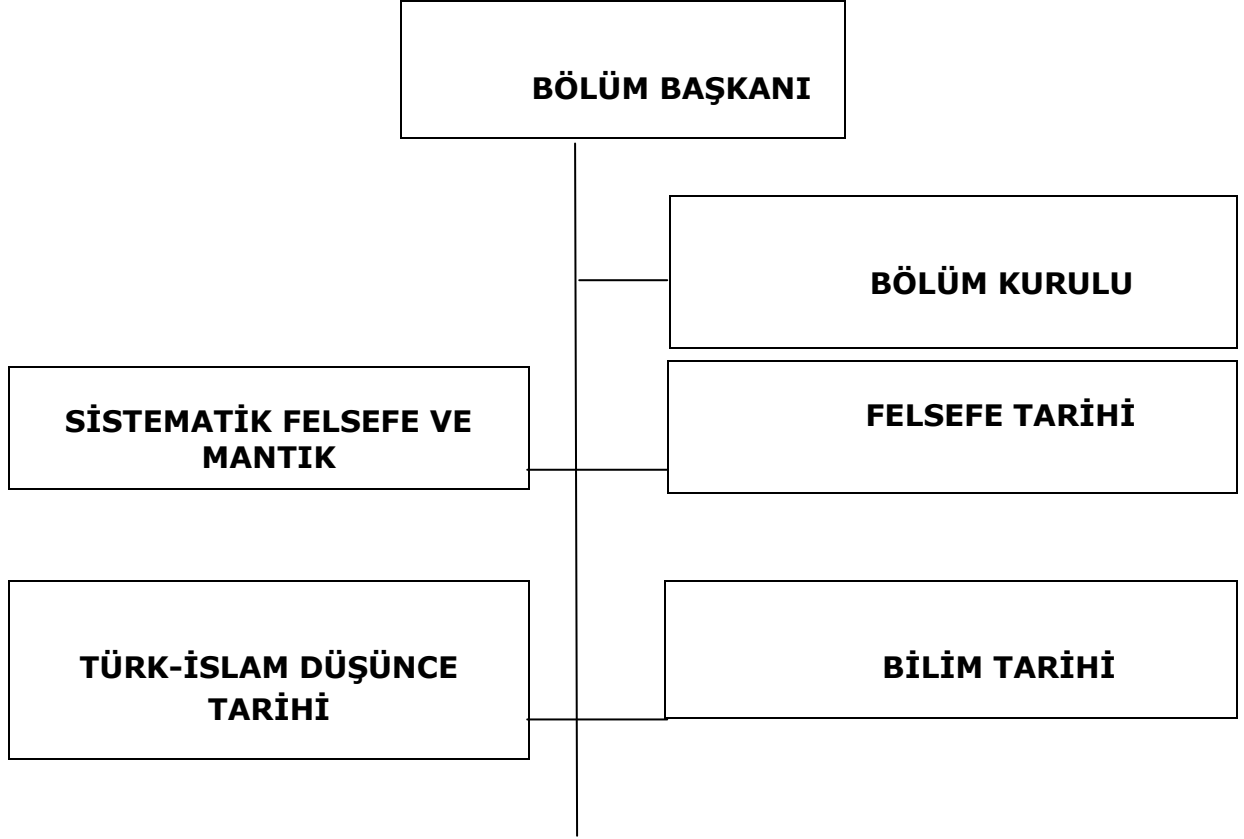 BÖLÜM BAŞKANI
BÖLÜM KURULU
SİSTEMATİK FELSEFE VE
MANTIK
FELSEFE TARİHİ
TÜRK-İSLAM DÜŞÜNCE
TARİHİ
BİLİM TARİHİ